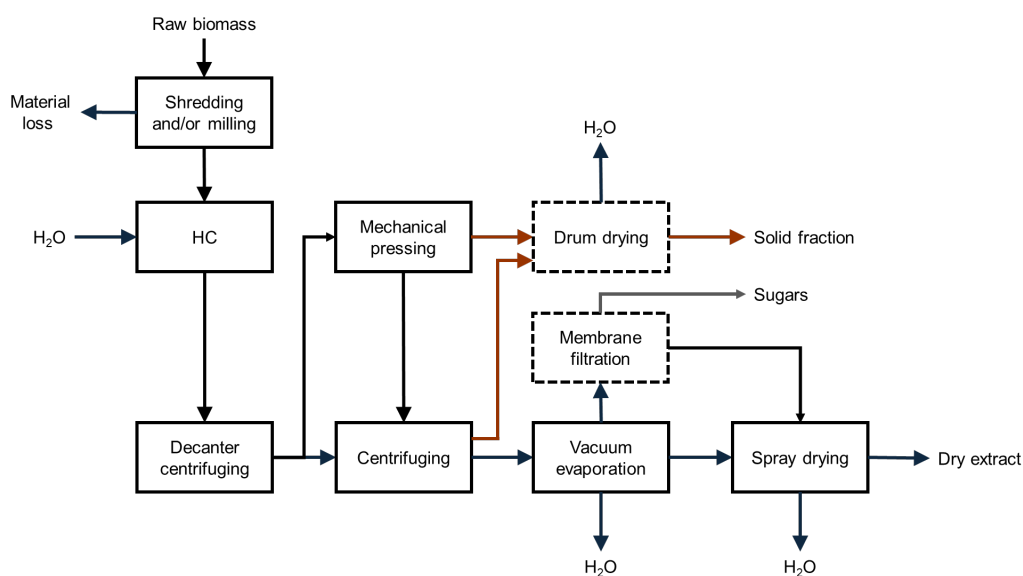 Raw biomass
Material
loss
Shredding
and/or milling
H₂O
H₂O
HC
Mechanical
pressing
Drum drying
Solid fraction
Sugars
Membrane
filtration
Decanter
centrifuging
Centrifuging
Vacuum
evaporation
Spray drying
Dry extract
H₂O
H₂O